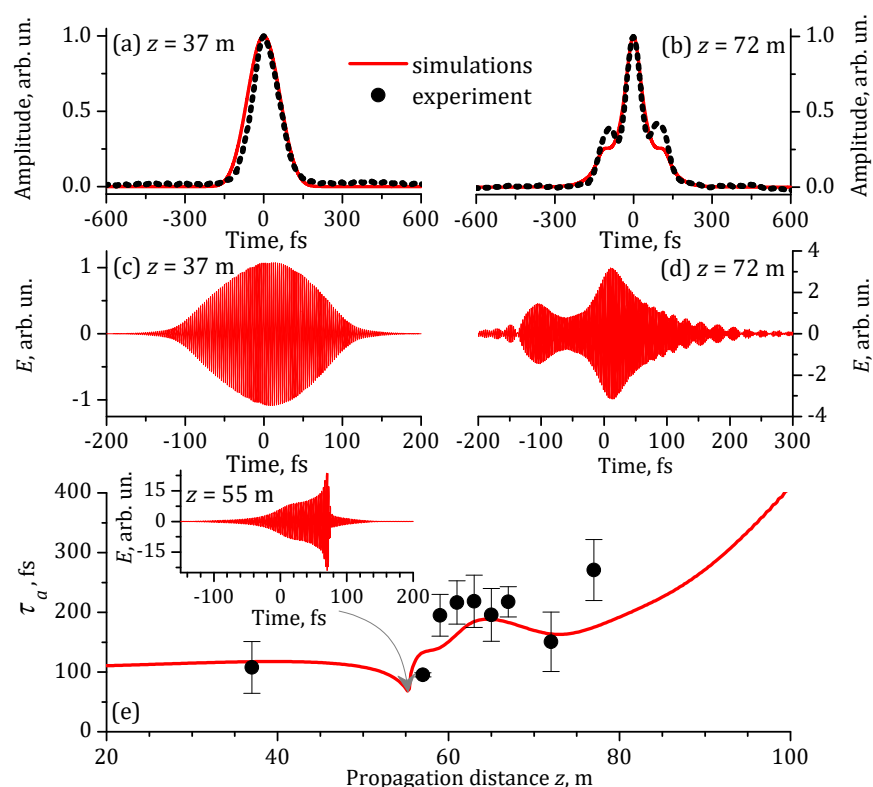 (a) z = 37 m
(b) z = 72 m
simulations
experiment
Amplitude, arb. un.
1.0
0.5
0.0
-600 -300 0 300 600
Time, fs
-600 -300 0 300 600
Time, fs
1.0
0.5
0.0
Amplitude, arb. un.
(c) z = 37 m
(d) z = 72 m
E, arb. un.
1
0
-1
-200 -100 0 100 200
Time, fs
-200 -100 0 100 200 300
Time, fs
4
2
0
-2
-4
E, arb. un.
z = 55 m
E, arb. un.
15
0
-15
-100 0 100 200
Time, fs
τa, fs
400
300
200
100
0
(e)
20 40 60 80 100
Propagation distance z, m